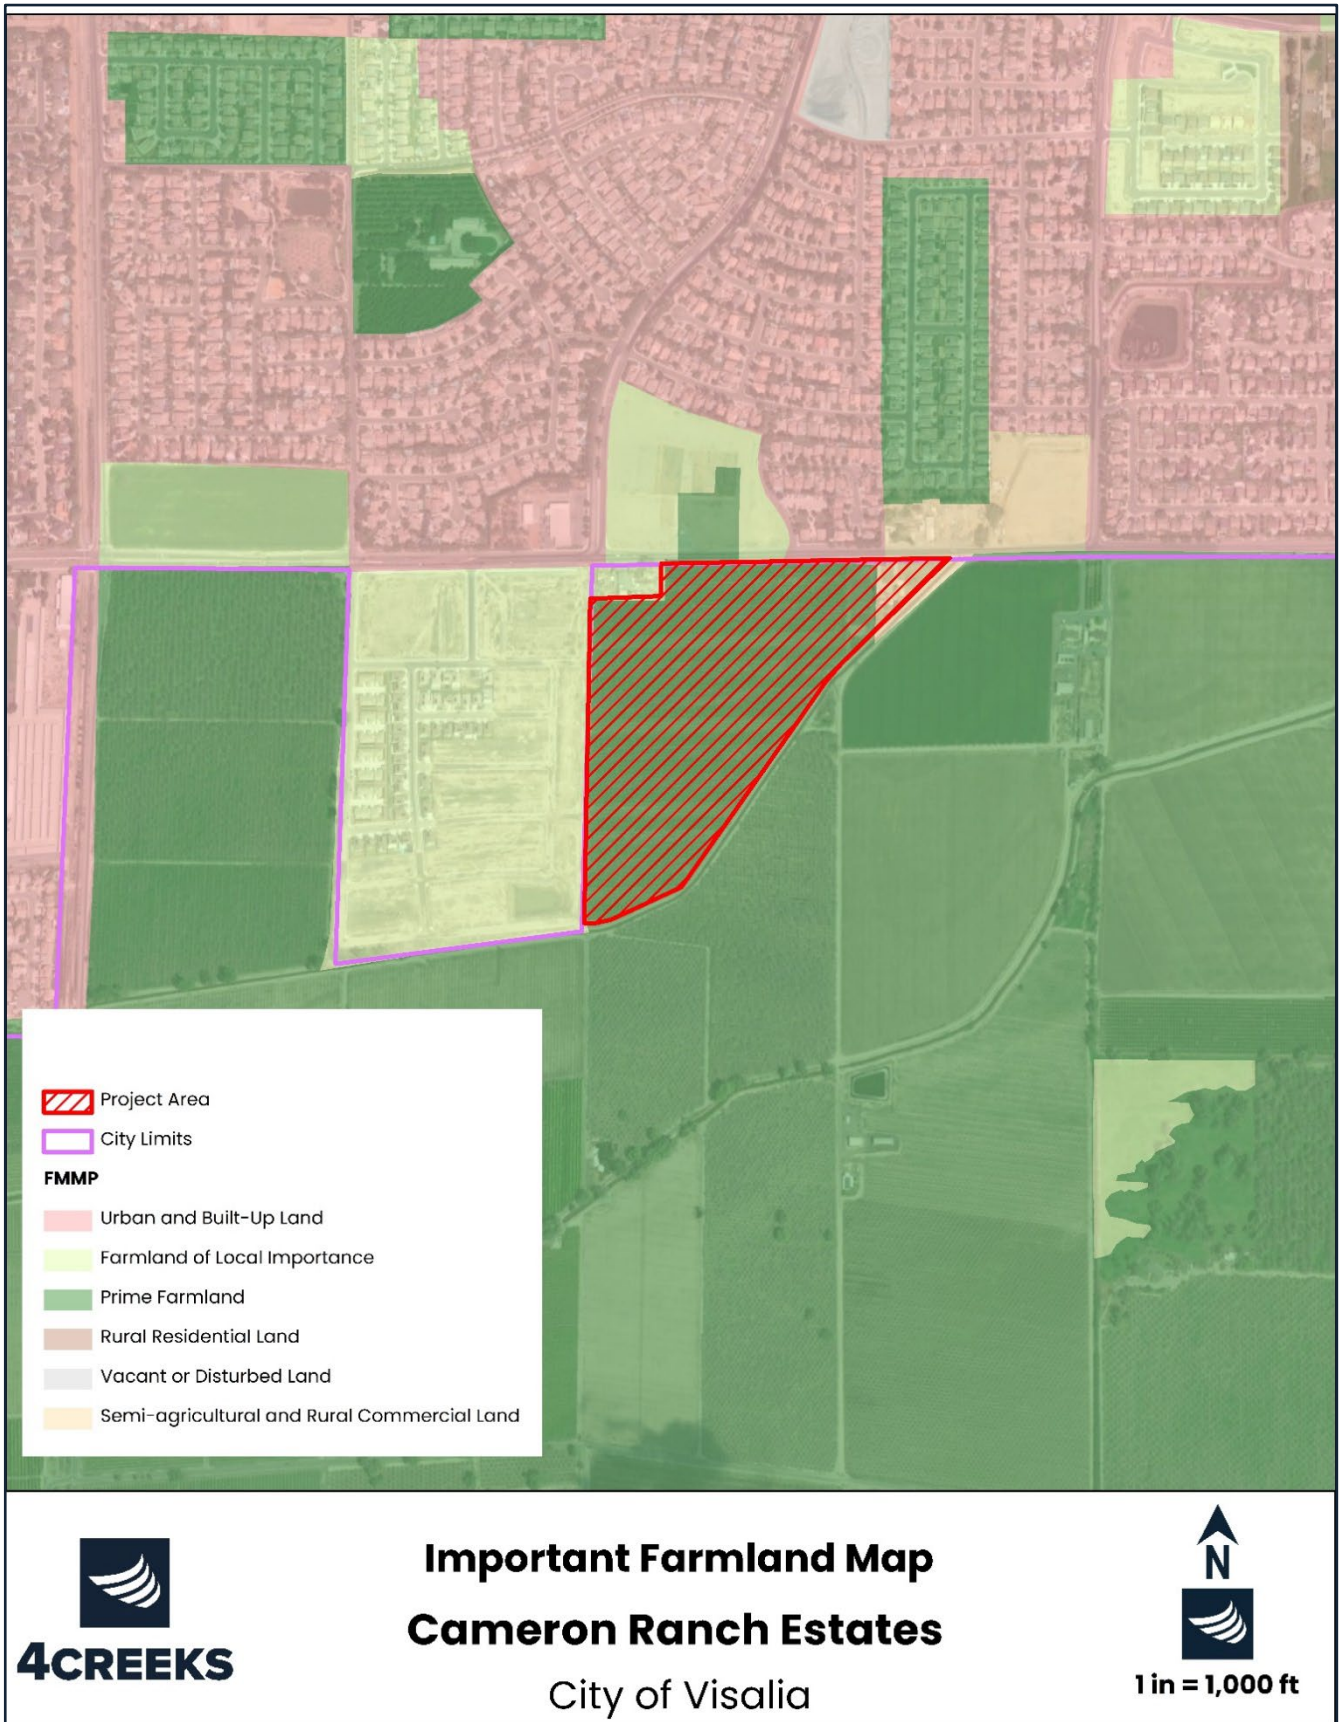 Project Area
City Limits
FMMP
Urban and Built-Up Land
Farmland of Local Importance
Prime Farmland
Rural Residential Land
Vacant or Disturbed Land
Semi-agricultural and Rural Commercial Land
4CREEKS
Important Farmland Map
Cameron Ranch Estates
City of Visalia
N
1 in = 1,000 ft